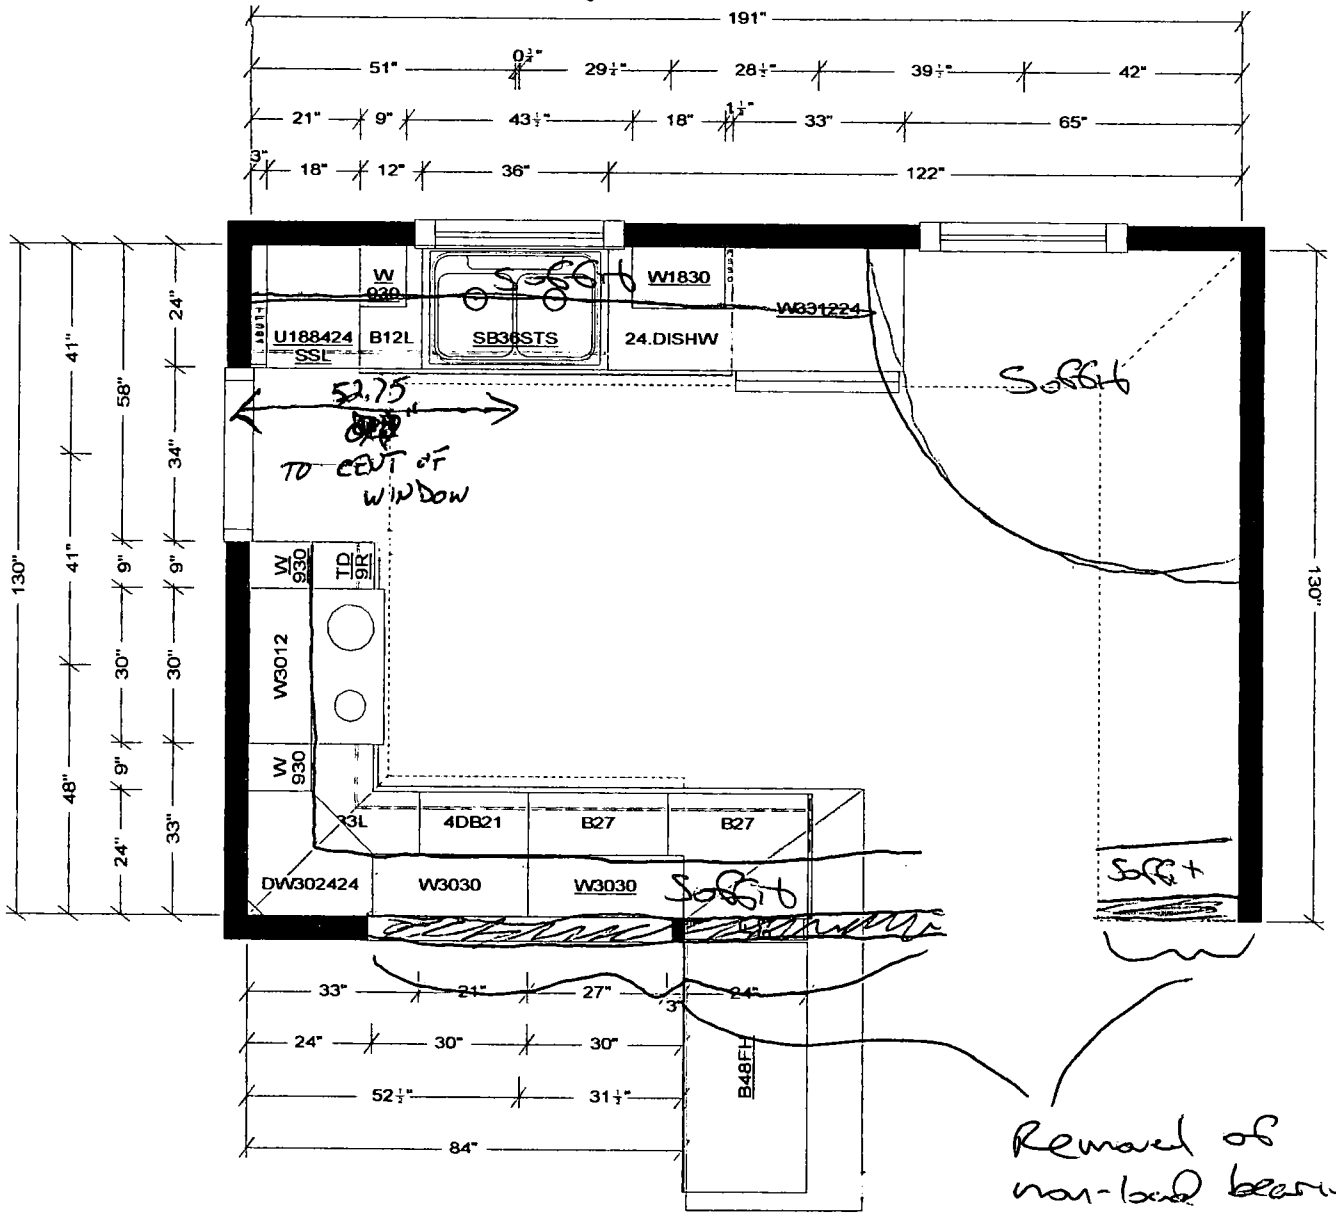 191"
51" 0 3/4" 29 1/4" 28 1/2" 39 1/2" 42"
21" 9" 43 1/2" 18" 1 1/2" 33" 65"
3" 18" 12" 36" 122"
W
930
Soffit
W1830
W331224
U188424
SSL
B12L
SB36STS
24.DISHW
Soffit
52.75
TO CENT OF
WINDOW
130"
41" 41" 48"
58" 9" 30" 9" 24"
24" 34" 9" 30" 33"
130"
W
930
TD
9R
W3012
W
930
33L
4DB21
B27
B27
DW302424
W3030
W3030
Soffit
Soffit
33" 21" 27" 3" 24"
24" 30" 30"
B48FH
52 1/2" 31 1/2"
84"
Removal of
non-load